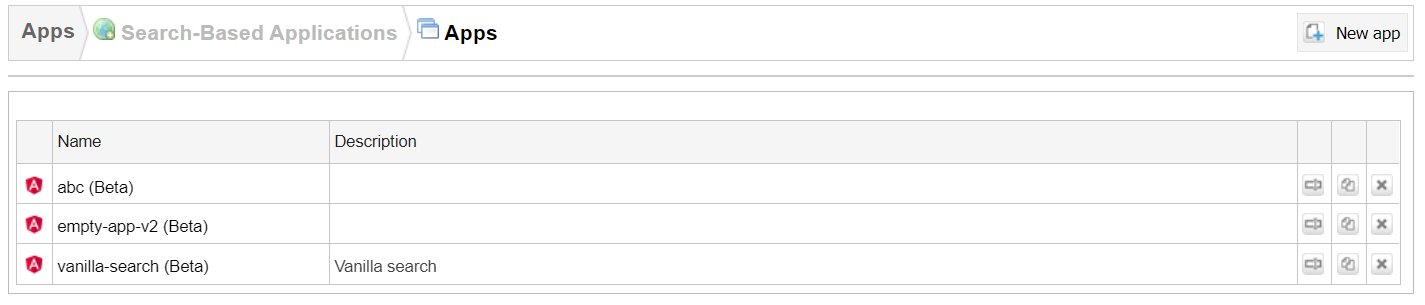 Apps Search-Based Applications Apps New app
Name Description
abc (Beta)
empty-app-v2 (Beta)
vanilla-search (Beta) Vanilla search